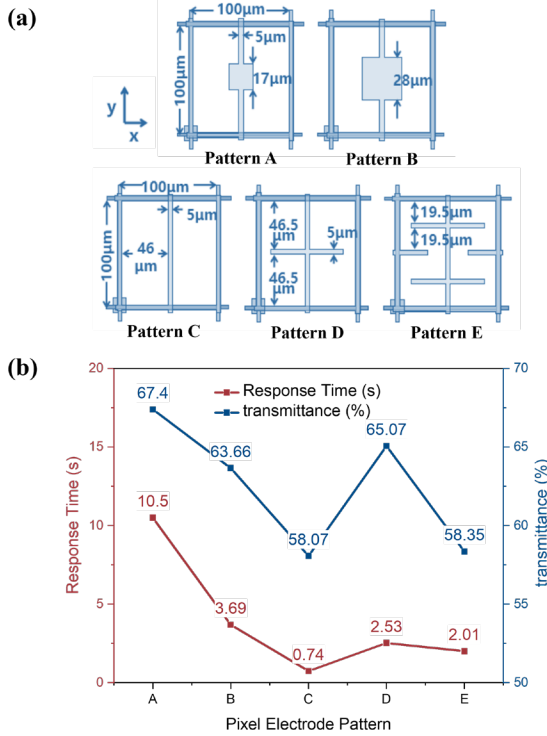 (a)
100μm
5μm
100μm
17μm
28μm
y
x
Pattern A
Pattern B
100μm
5μm
100μm
46
μm
46.5
μm
5μm
46.5
μm
19.5μm
19.5μm
Pattern C
Pattern D
Pattern E
(b)
20
15
10
5
0
Response Time (s)
Response Time (s)
transmittance (%)
67.4
63.66
58.07
65.07
58.35
10.5
3.69
0.74
2.53
2.01
70
65
60
55
50
transmittance (%)
A
B
C
D
E
Pixel Electrode Pattern